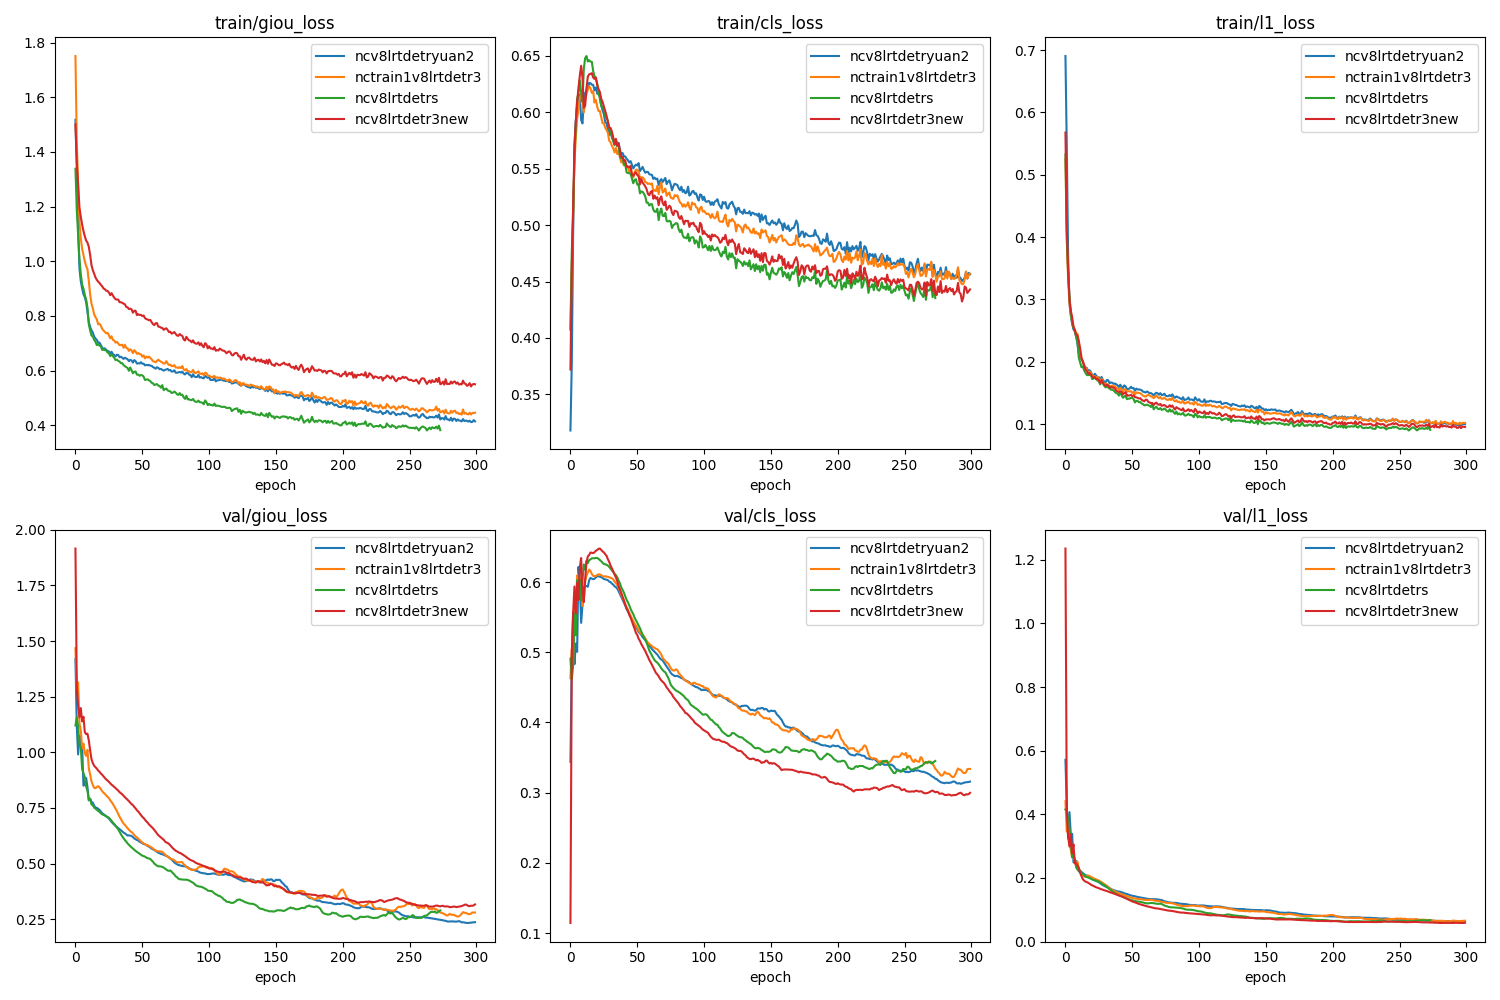 train/giou_loss
ncv8lrtdetryuan2
nctrain1v8lrtdetr3
ncv8lrtdetrs
ncv8lrtdetr3new
1.8
1.6
1.4
1.2
1.0
0.8
0.6
0.4
0 50 100 150 200 250 300
epoch
train/cls_loss
ncv8lrtdetryuan2
nctrain1v8lrtdetr3
ncv8lrtdetrs
ncv8lrtdetr3new
0.65
0.60
0.55
0.50
0.45
0.40
0.35
0 50 100 150 200 250 300
epoch
train/l1_loss
ncv8lrtdetryuan2
nctrain1v8lrtdetr3
ncv8lrtdetrs
ncv8lrtdetr3new
0.7
0.6
0.5
0.4
0.3
0.2
0.1
0 50 100 150 200 250 300
epoch
val/giou_loss
ncv8lrtdetryuan2
nctrain1v8lrtdetr3
ncv8lrtdetrs
ncv8lrtdetr3new
2.00
1.75
1.50
1.25
1.00
0.75
0.50
0.25
0 50 100 150 200 250 300
epoch
val/cls_loss
ncv8lrtdetryuan2
nctrain1v8lrtdetr3
ncv8lrtdetrs
ncv8lrtdetr3new
0.6
0.5
0.4
0.3
0.2
0.1
0 50 100 150 200 250 300
epoch
val/l1_loss
ncv8lrtdetryuan2
nctrain1v8lrtdetr3
ncv8lrtdetrs
ncv8lrtdetr3new
1.2
1.0
0.8
0.6
0.4
0.2
0.0
0 50 100 150 200 250 300
epoch